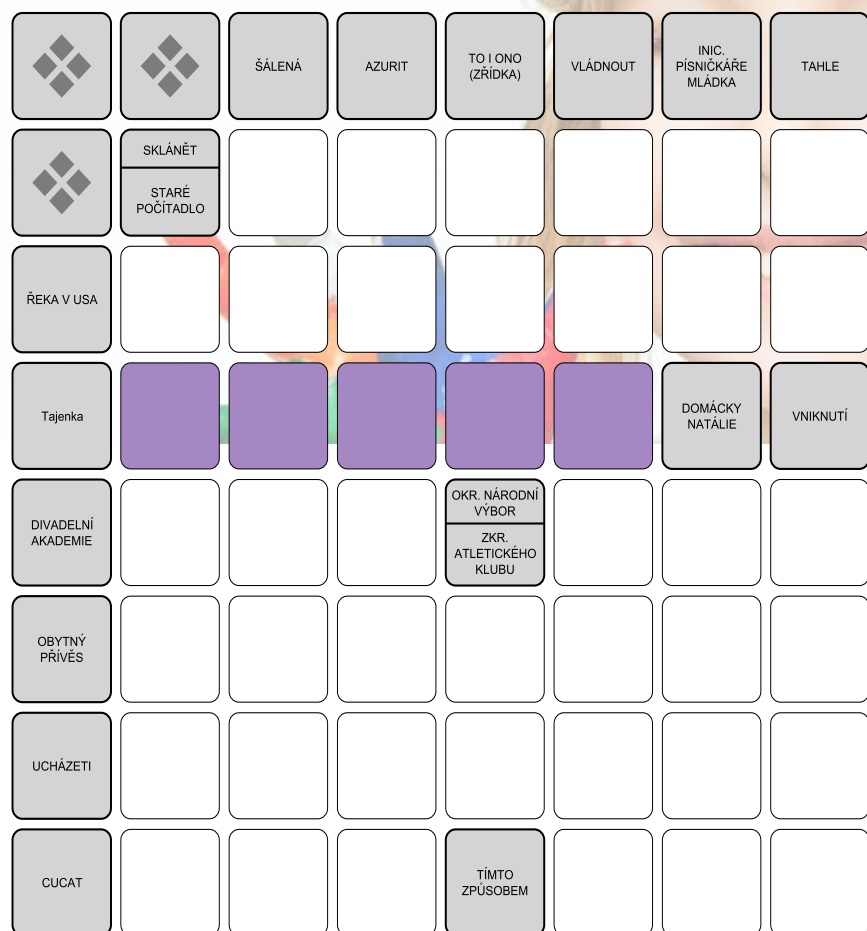 ŠÁLENÁ
AZURIT
TO I ONO
(ZŘÍDKA)
VLÁDNOUT
INIC.
PÍSNIČKÁŘE
MLÁDKA
TAHLE
SKLÁNĚT
STARÉ
POČÍTADLO
ŘEKA V USA
Tajenka
DOMÁCKY
NATÁLIE
VNIKNUTÍ
DIVADELNÍ
AKADEMIE
OKR. NÁRODNÍ
VÝBOR
ZKR.
ATLETICKÉHO
KLUBU
OBYTNÝ
PŘÍVĚS
UCHÁZETI
CUCAT
TÍMTO
ZPŮSOBEM